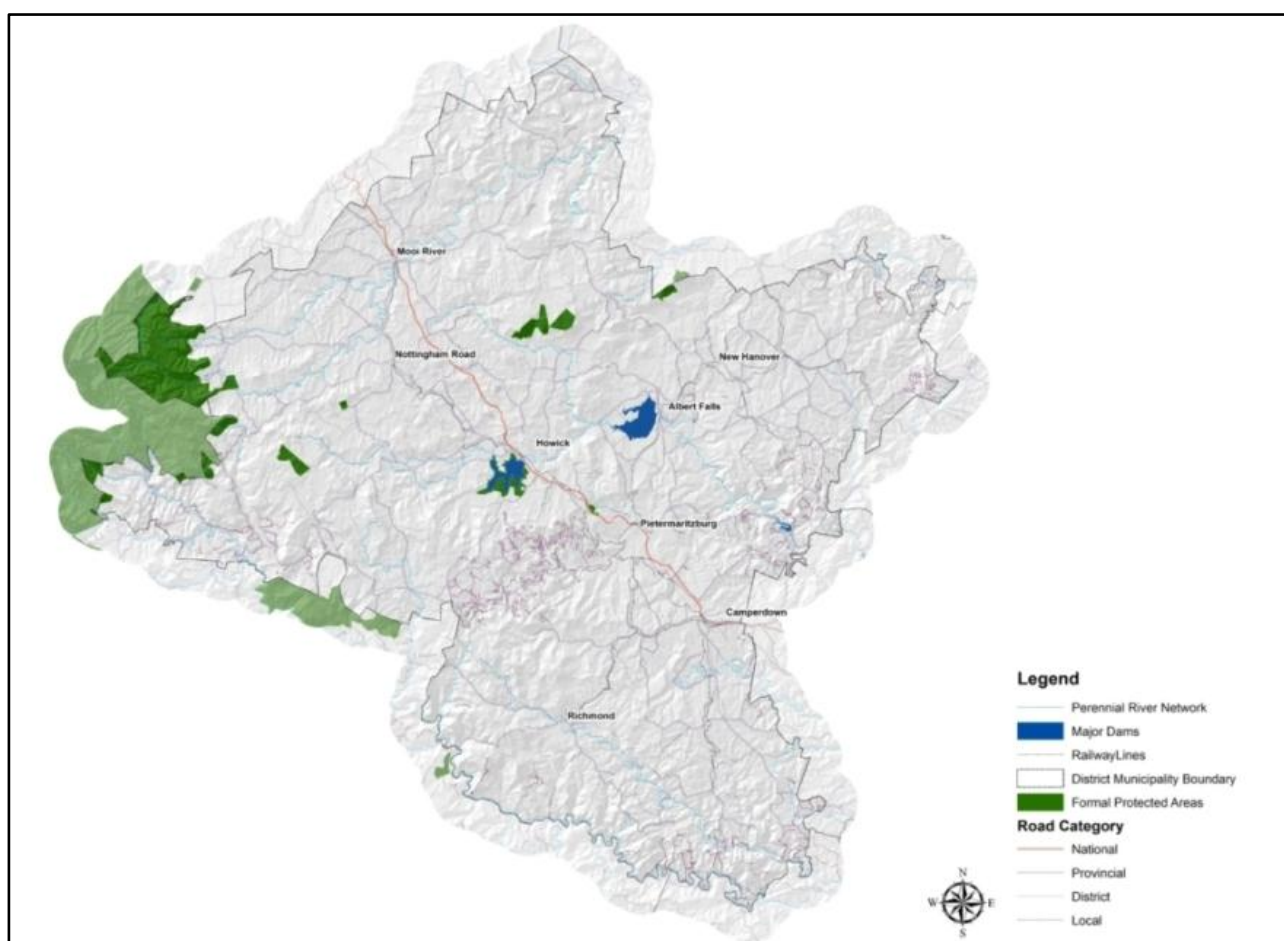 Mooi River
Nottingham Road
New Hanover
Albert Falls
Howick
Pietermaritzburg
Camperdown
Richmond
Legend
Perennial River Network
Major Dams
RailwayLines
District Municipality Boundary
Formal Protected Areas
Road Category
National
Provincial
District
Local
N
W
E
S